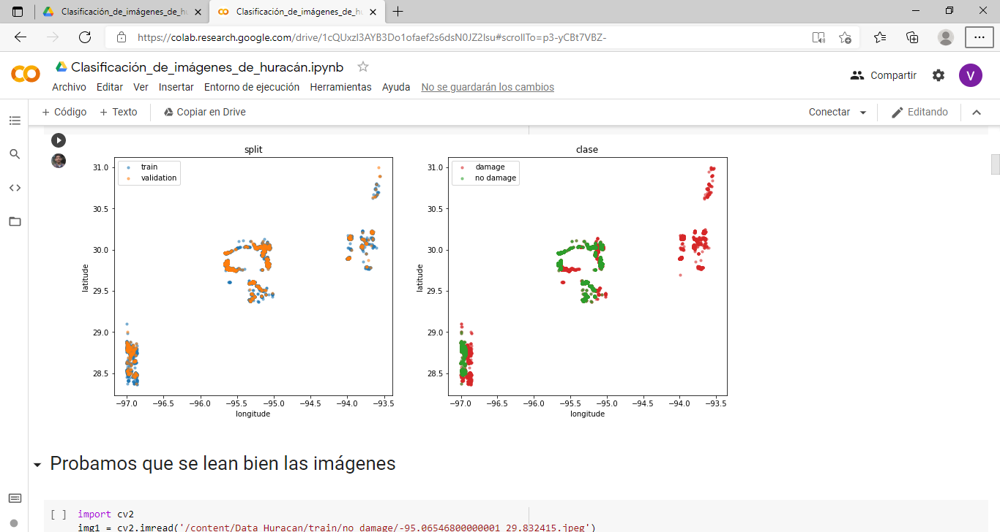 Clasificación_de_imágenes_de_hu
Clasificación_de_imágenes_de_hu
https://colab.research.google.com/drive/1cQUxzI3AYB3Do1ofaef2s6dsN0JZ2Isu#scrollTo=p3-yCBt7VBZ-
Clasificación_de_imágenes_de_huracán.ipynb
Compartir
V
Archivo Editar Ver Insertar Entorno de ejecución Herramientas Ayuda No se guardarán los cambios
+ Código + Texto Copiar en Drive Conectar Editando
split
train
validation
31.0
30.5
30.0
29.5
29.0
28.5
latitude
−97.0 −96.5 −96.0 −95.5 −95.0 −94.5 −94.0 −93.5
longitude
clase
damage
no damage
31.0
30.5
30.0
29.5
29.0
28.5
latitude
−97.0 −96.5 −96.0 −95.5 −95.0 −94.5 −94.0 −93.5
longitude
Probamos que se lean bien las imágenes
[ ] import cv2
img1 = cv2.imread('/content/Data Huracan/train/no damage/-95.06546800000001 29.832415.jpeg')